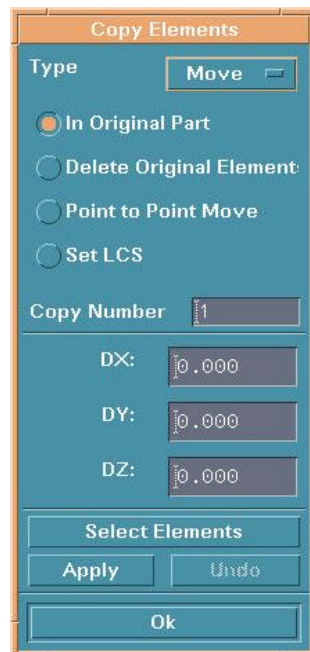 Copy Elements
Type Move
In Original Part
Delete Original Element
Point to Point Move
Set LCS
Copy Number 1
DX: 0.000
DY: 0.000
DZ: 0.000
Select Elements
Apply Undo
Ok